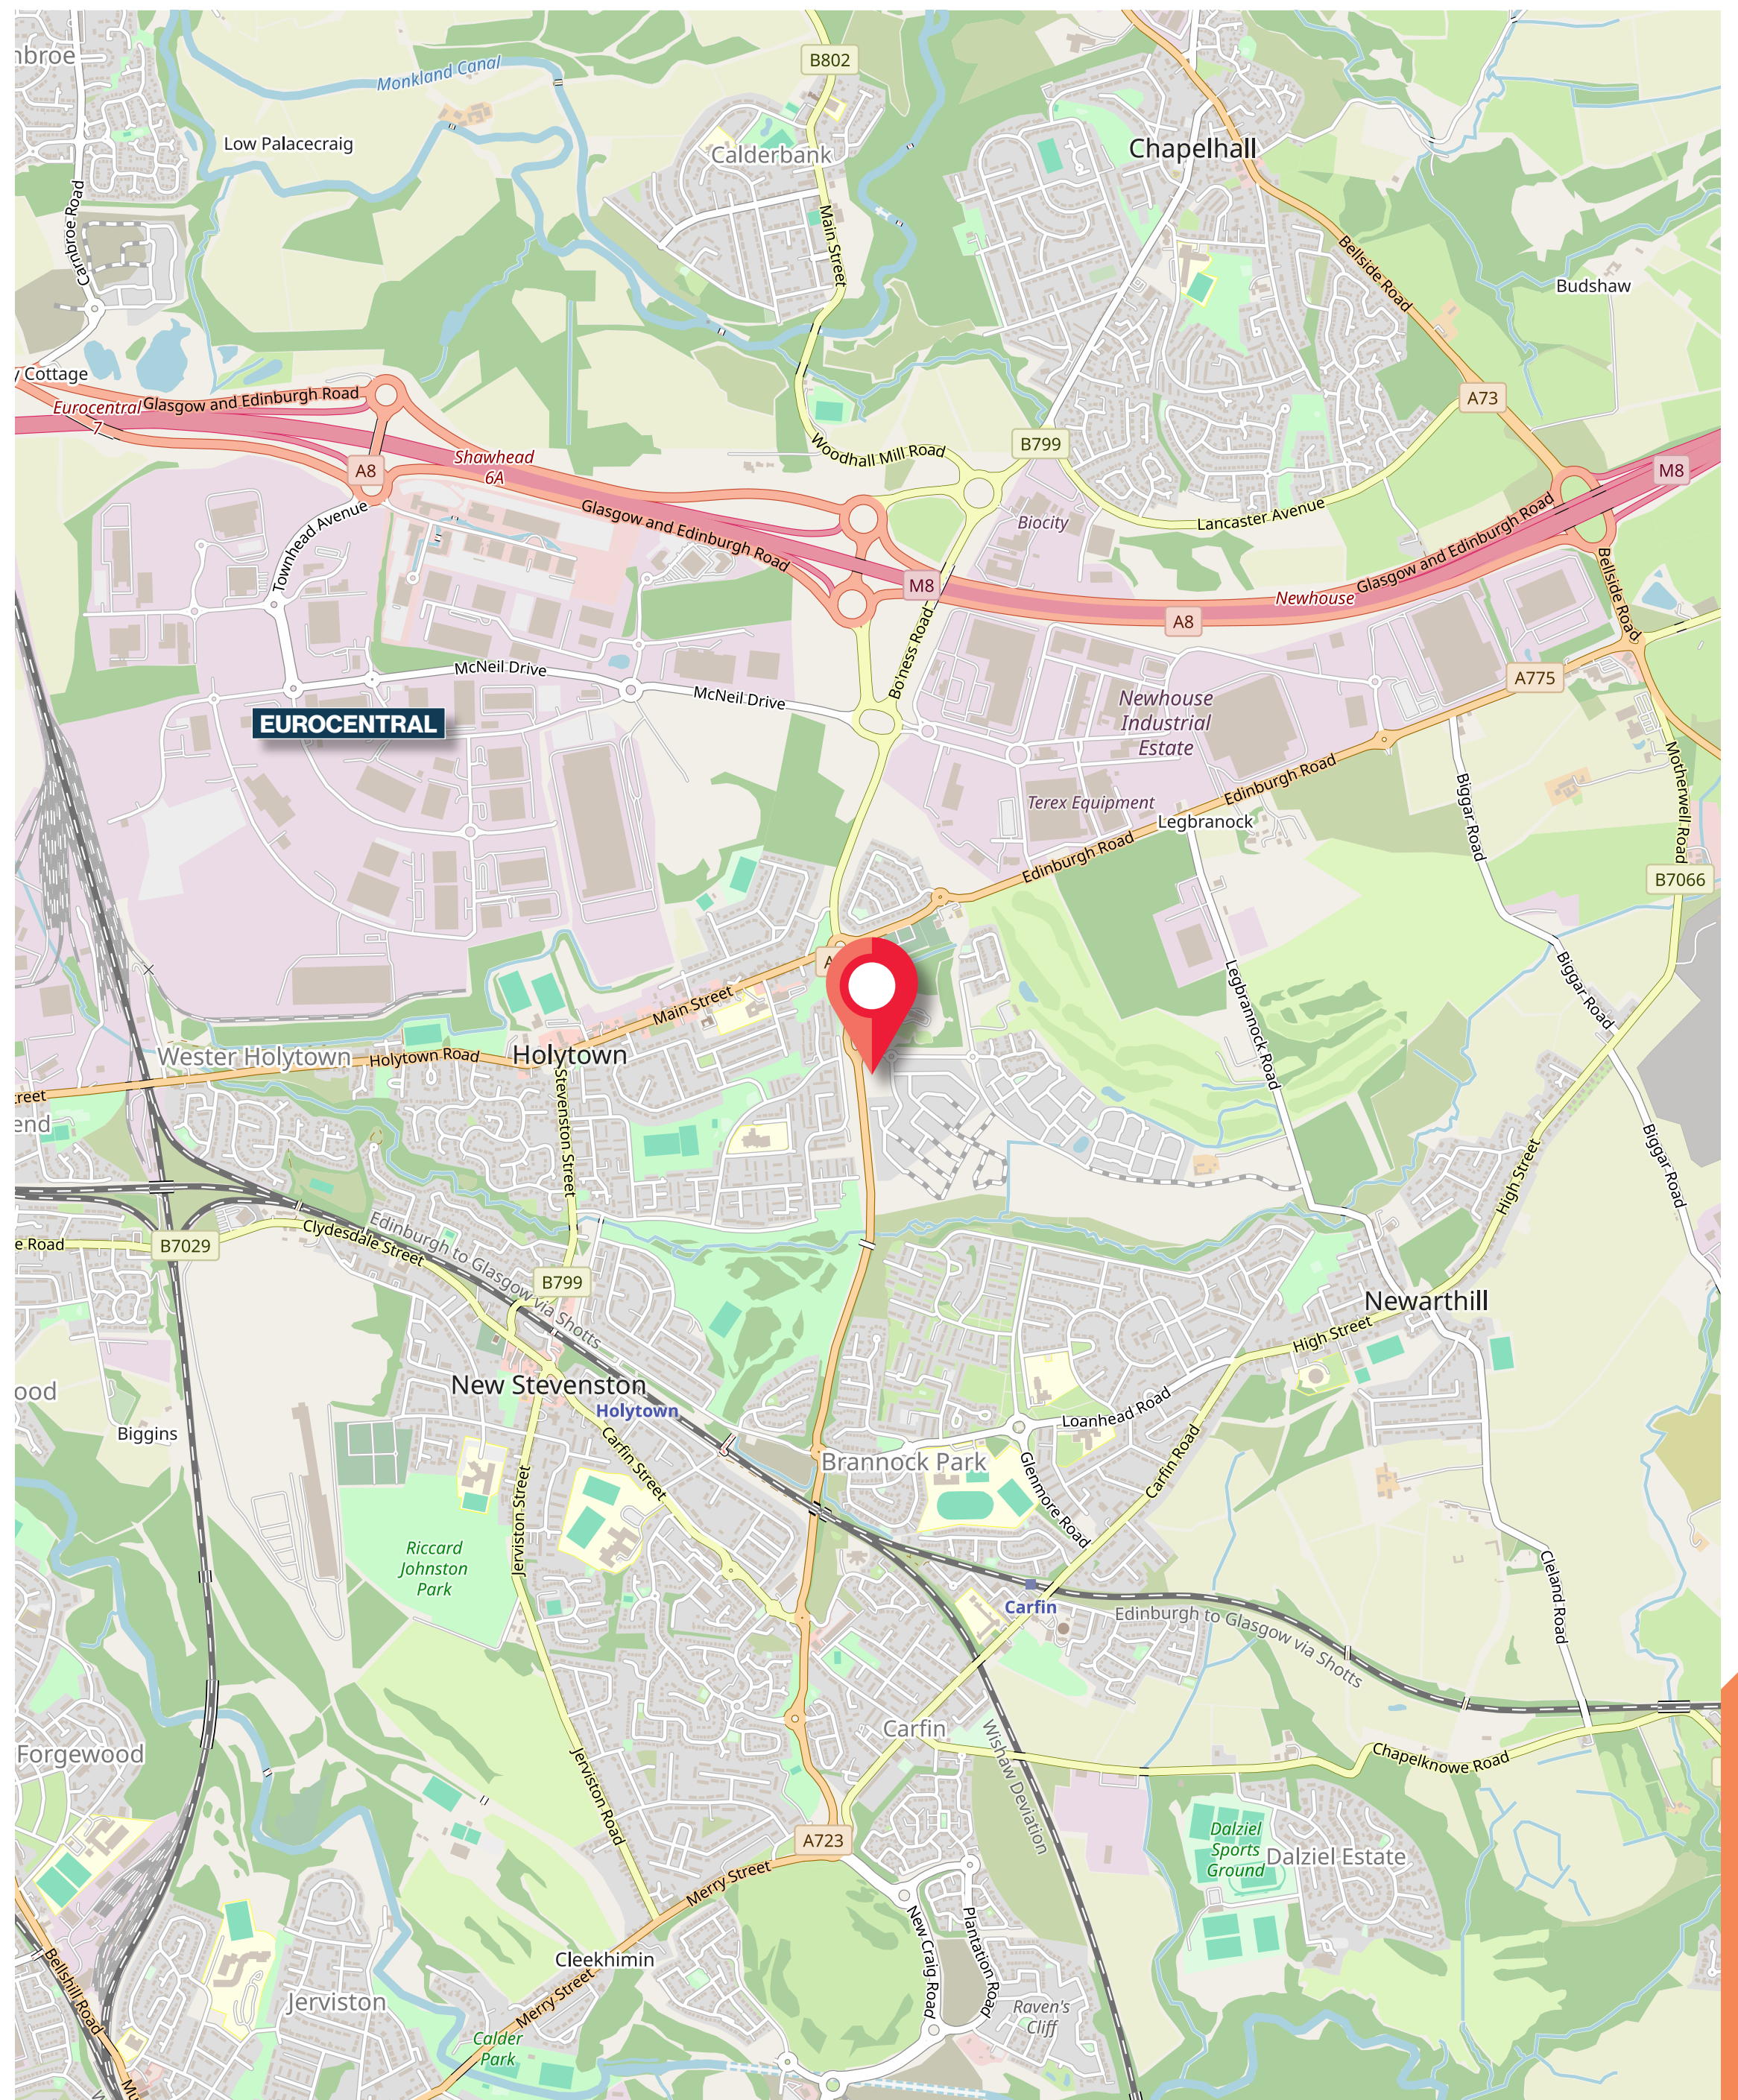 nbroe
Monkland Canal
B802
Low Palacecraig
Calderbank
Chapelhall
Carnbroe Road
Main Street
Bellside Road
Budshaw
y Cottage
Glasgow and Edinburgh Road
Eurocentral
7
A73
Woodhall Mill Road
B799
Shawhead
6A
A8
M8
Townhead Avenue
Glasgow and Edinburgh Road
Biocity
Lancaster Avenue
Glasgow and Edinburgh Road
M8
Newhouse
A8
Bellside Road
Bo'ness Road
McNeil Drive
McNeil Drive
A775
Newhouse
Industrial
Estate
EUROCENTRAL
Motherwell Road
Edinburgh Road
Terex Equipment
Legbranock
Biggar Road
Edinburgh Road
B7066
Main Street
Legbrannock Road
Biggar Road
Wester Holytown
Holytown Road
Holytown
reet
end
Stevenston Street
Biggar Road
High Street
e Road
B7029
Clydesdale Street
Edinburgh to Glasgow via Shotts
B799
Newarthill
High Street
New Stevenston
Holytown
ood
Loanhead Road
Biggins
Carfin Street
Brannock Park
Glenmore Road
Carfin Road
Jerviston Street
Riccard
Johnston
Park
Cleland Road
Carfin
Edinburgh to Glasgow via Shotts
Carfin
Wishaw Deviation
Forgewood
Chapelknowe Road
Jerviston Road
A723
Dalziel
Sports
Ground
Dalziel Estate
Merry Street
New Craig Road
Plantation Road
Cleekhimin
Bellshill Road
Jerviston
Merry Street
Raven's
Cliff
Calder
Park
Mu